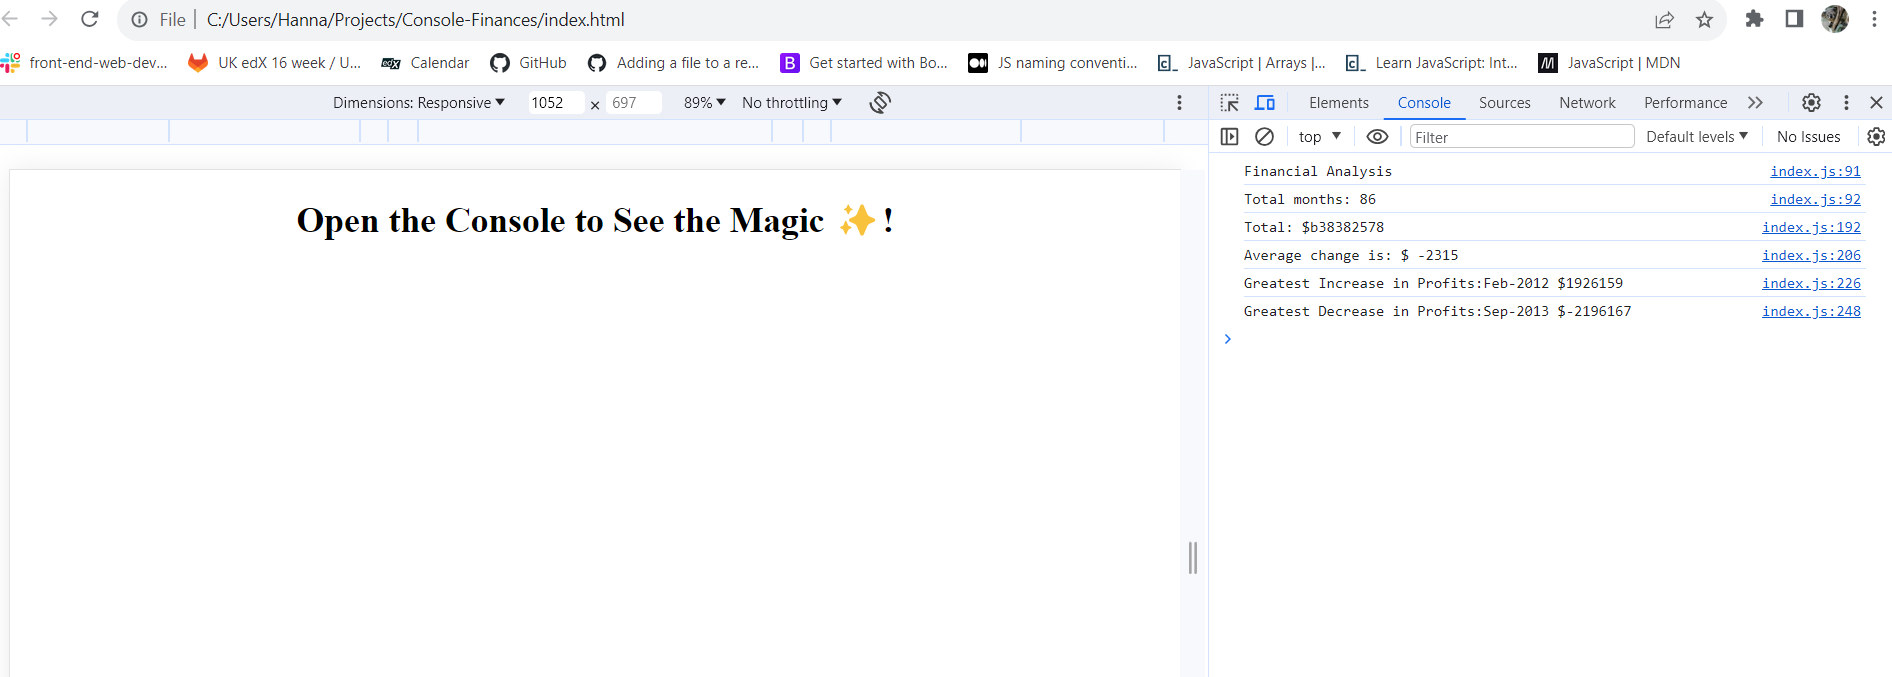 File | C:/Users/Hanna/Projects/Console-Finances/index.html
front-end-web-dev... UK edX 16 week / U... edX Calendar GitHub Adding a file to a re... B Get started with Bo... JS naming conventi... c_ JavaScript | Arrays |... c_ Learn JavaScript: Int... M JavaScript | MDN
Dimensions: Responsive 1052 × 697 89% No throttling
Elements Console Sources Network Performance
top Filter Default levels No Issues
Open the Console to See the Magic ✨!
Financial Analysis index.js:91
Total months: 86 index.js:92
Total: $b38382578 index.js:192
Average change is: $ -2315 index.js:206
Greatest Increase in Profits:Feb-2012 $1926159 index.js:226
Greatest Decrease in Profits:Sep-2013 $-2196167 index.js:248